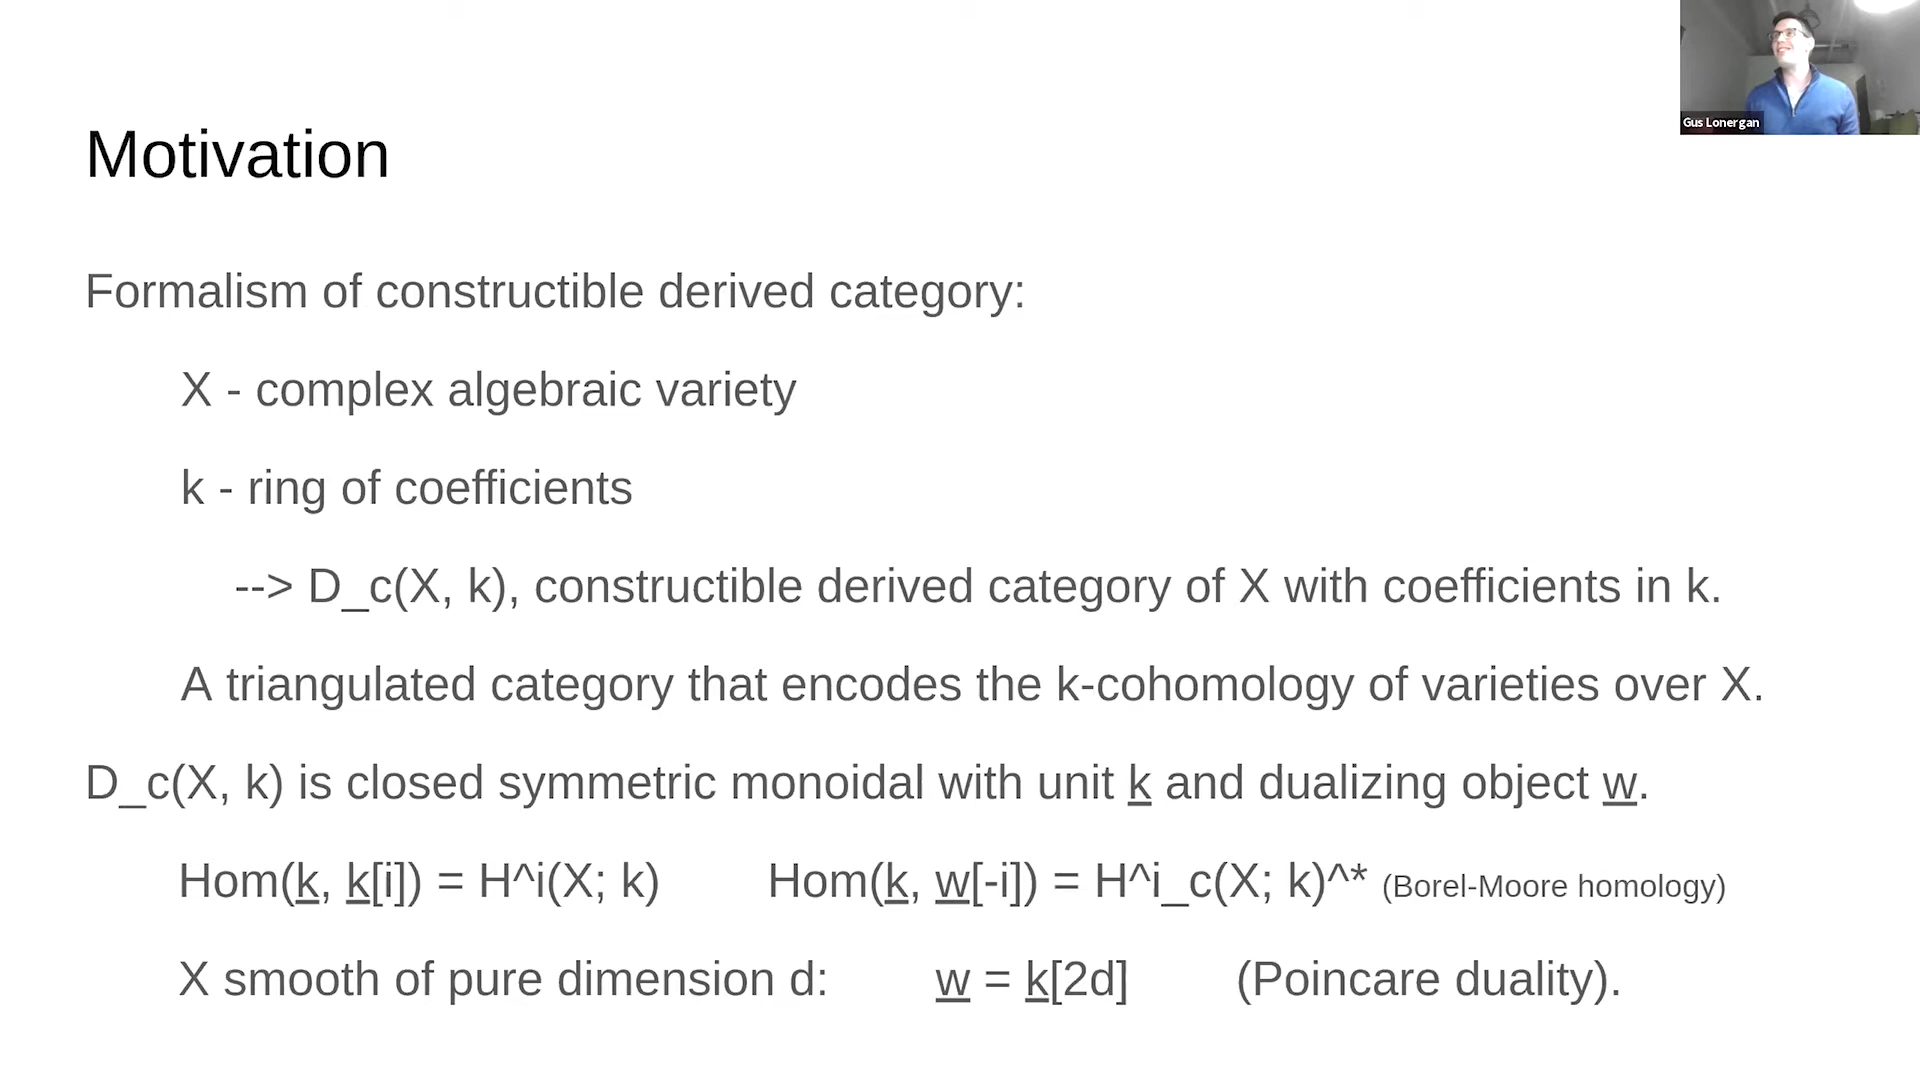 Gus Lonergan
Motivation
Formalism of constructible derived category:
X - complex algebraic variety
k - ring of coefficients
--> D_c(X, k), constructible derived category of X with coefficients in k.
A triangulated category that encodes the k-cohomology of varieties over X.
D_c(X, k) is closed symmetric monoidal with unit k and dualizing object w.
Hom(k, k[i]) = H^i(X; k) Hom(k, w[-i]) = H^i_c(X; k)^* (Borel-Moore homology)
X smooth of pure dimension d: w = k[2d] (Poincare duality).